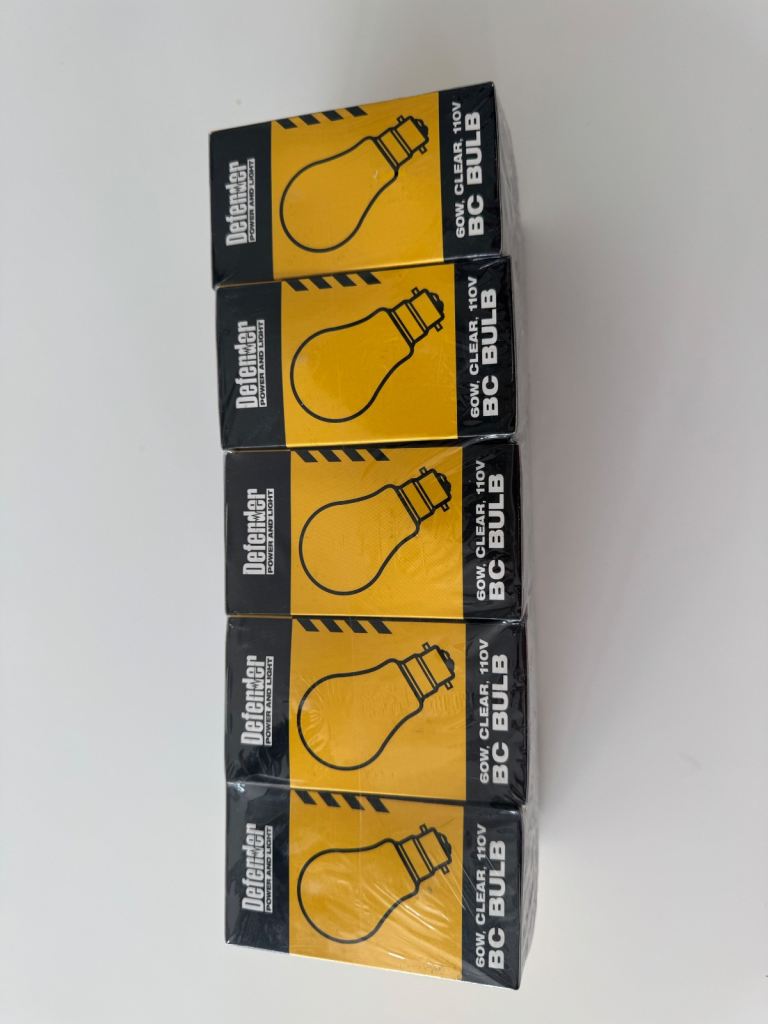 Defender
POWER AND LIGHT
60W, CLEAR, 110V
BC BULB
Defender
POWER AND LIGHT
60W, CLEAR, 110V
BC BULB
Defender
POWER AND LIGHT
60W, CLEAR, 110V
BC BULB
Defender
POWER AND LIGHT
60W, CLEAR, 110V
BC BULB
Defender
POWER AND LIGHT
60W, CLEAR, 110V
BC BULB